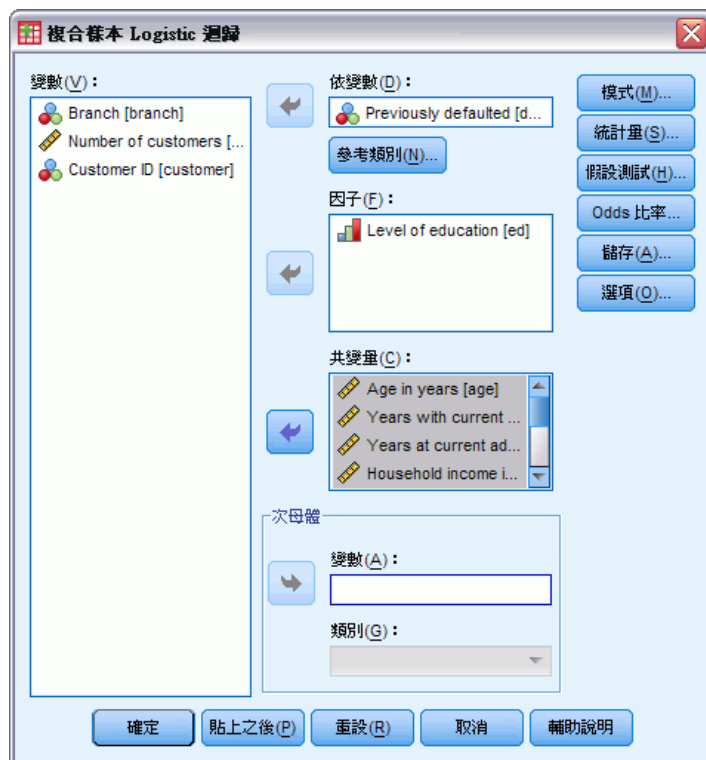 複合樣本 Logistic 迴歸
變數(V)：
Branch [branch]
Number of customers [...
Customer ID [customer]
依變數(D)：
Previously defaulted [d...
參考類別(N)...
因子(F)：
Level of education [ed]
共變量(C)：
Age in years [age]
Years with current ...
Years at current ad...
Household income i...
次母體
變數(A)：
類別(G)：
模式(M)...
統計量(S)...
假設測試(H)...
Odds 比率...
儲存(A)...
選項(O)...
確定
貼上之後(P)
重設(R)
取消
輔助說明